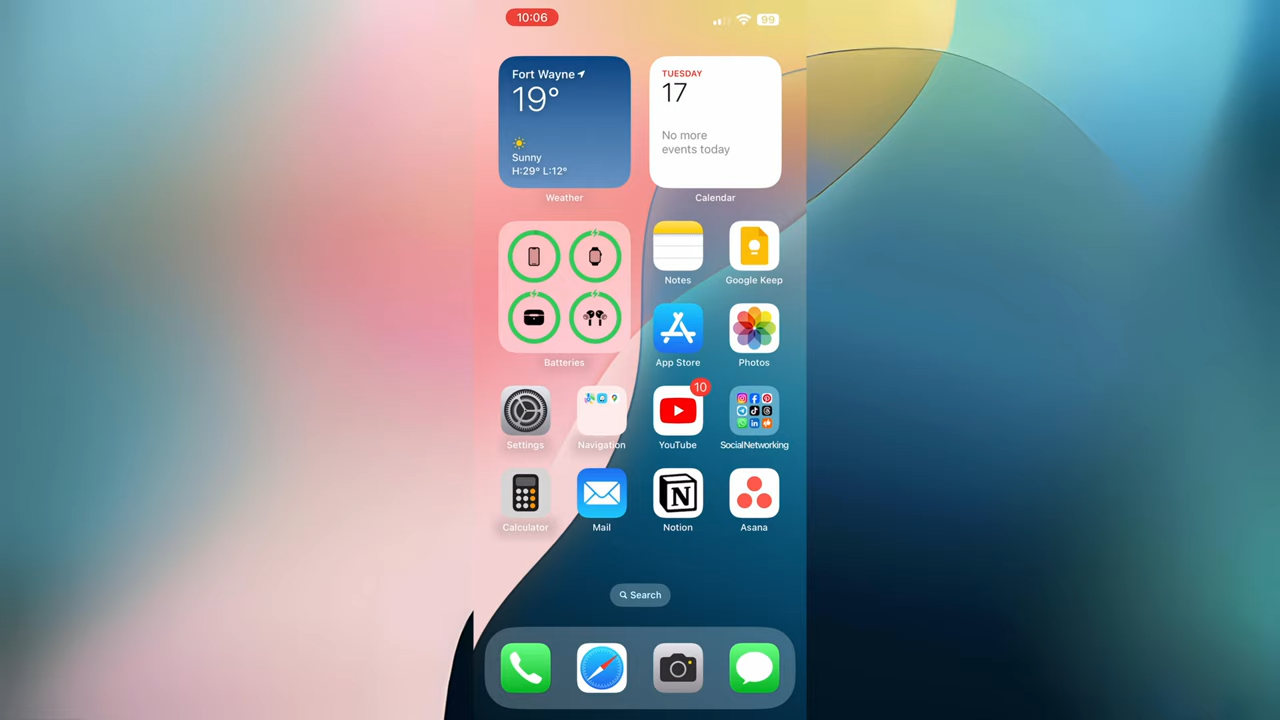 10:06
99
Fort Wayne
19°
Sunny
H:29° L:12°
Weather
TUESDAY
17
No more
events today
Calendar
Batteries
Notes
Google Keep
App Store
Photos
Settings
Navigation
10
YouTube
SocialNetworking
Calculator
Mail
Notion
Asana
Search